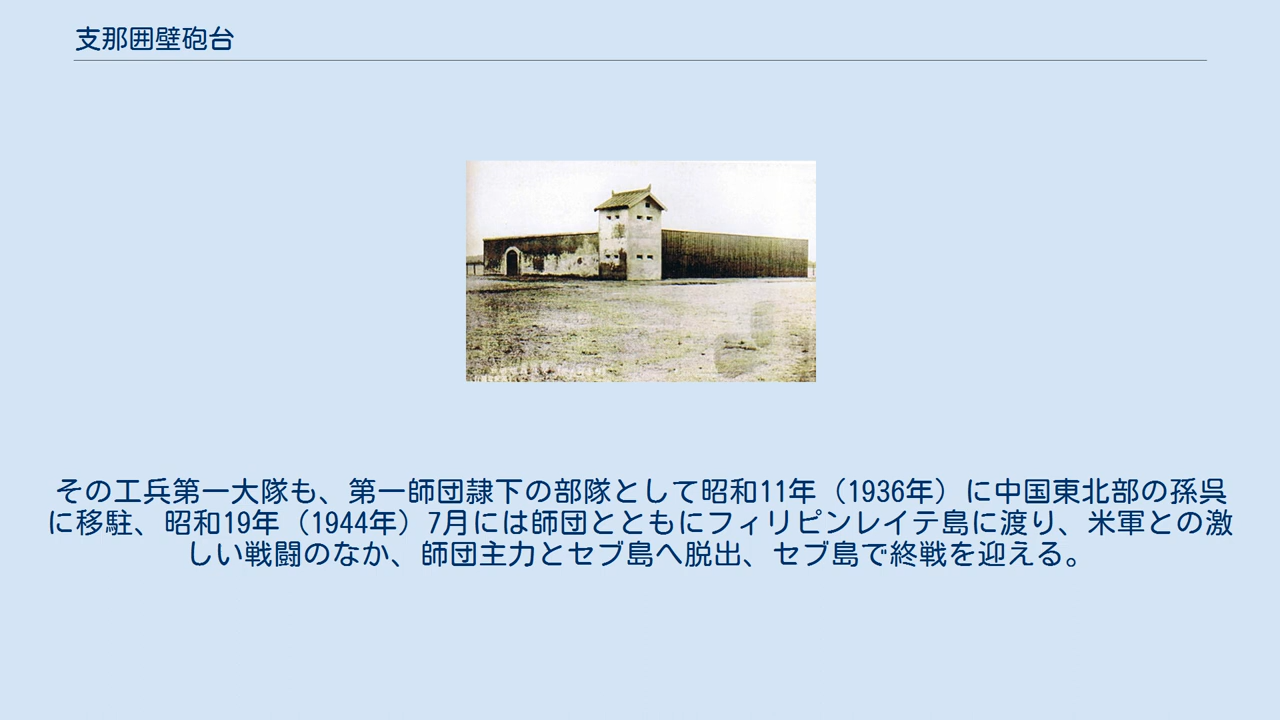 支那囲壁砲台
その工兵第一大隊も、第一師団隷下の部隊として昭和11年（1936年）に中国東北部の孫呉
に移駐、昭和19年（1944年）7月には師団とともにフィリピンレイテ島に渡り、米軍との激
しい戦闘のなか、師団主力とセブ島へ脱出、セブ島で終戦を迎える。